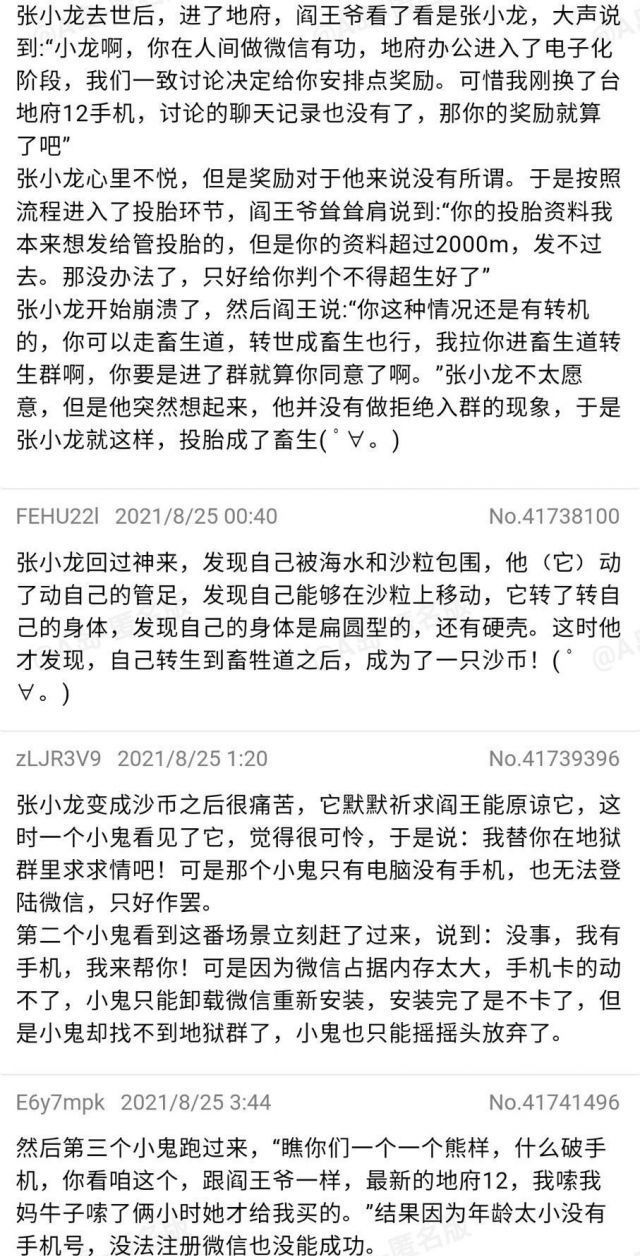 张小龙去世后，进了地府，阎王爷看了看是张小龙，大声说
到:“小龙啊，你在人间做微信有功，地府办公进入了电子化
阶段，我们一致讨论决定给你安排点奖励。可惜我刚换了台
地府12手机，讨论的聊天记录也没有了，那你的奖励就算
了吧”
张小龙心里不悦，但是奖励对于他来说没有所谓。于是按照
流程进入了投胎环节，阎王爷耸耸肩说到:“你的投胎资料我
本来想发给管投胎的，但是你的资料超过2000m，发不过
去。那没办法了，只好给你判个不得超生好了”
张小龙开始崩溃了，然后阎王说:“你这种情况还是有转机
的，你可以走畜生道，转世成畜生也行，我拉你进畜生道转
生群啊，你要是进了群就算你同意了啊。”张小龙不太愿
意，但是他突然想起来，他并没有做拒绝入群的现象，于是
张小龙就这样，投胎成了畜生(ﾟ∀。)
FEHU22l 2021/8/25 00:40 No.41738100
张小龙回过神来，发现自己被海水和沙粒包围，他（它）动
了动自己的管足，发现自己能够在沙粒上移动，它转了转自
己的身体，发现自己的身体是扁圆型的，还有硬壳。这时他
才发现，自己转生到畜牲道之后，成为了一只沙币！(ﾟ
∀。)
zLJR3V9 2021/8/25 1:20 No.41739396
张小龙变成沙币之后很痛苦，它默默祈求阎王能原谅它，这
时一个小鬼看见了它，觉得很可怜，于是说：我替你在地狱
群里求求情吧！可是那个小鬼只有电脑没有手机，也无法登
陆微信，只好作罢。
第二个小鬼看到这番场景立刻赶了过来，说到：没事，我有
手机，我来帮你！可是因为微信占据内存太大，手机卡的动
不了，小鬼只能卸载微信重新安装，安装完了是不卡了，但
是小鬼却找不到地狱群了，小鬼也只能摇摇头放弃了。
E6y7mpk 2021/8/25 3:44 No.41741496
然后第三个小鬼跑过来，“瞧你们一个一个熊样，什么破手
机，你看咱这个，跟阎王爷一样，最新的地府12，我嗦我
妈牛子嗦了俩小时她才给我买的。”结果因为年龄太小没有
手机号，没法注册微信也没能成功。